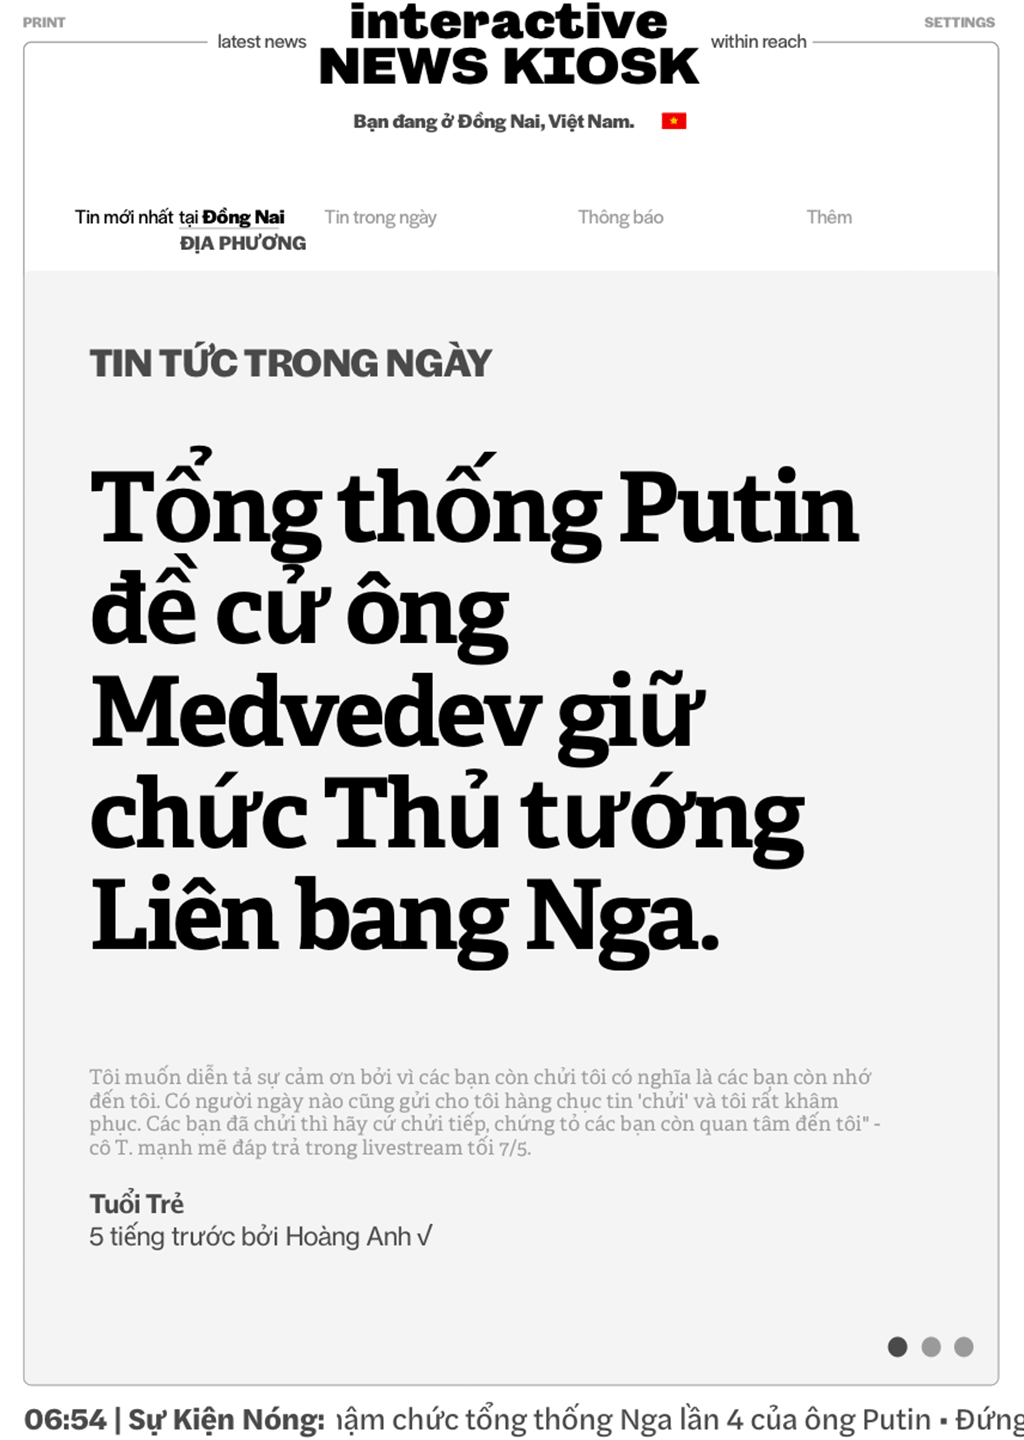 PRINT
SETTINGS
interactive
latest news
within reach
NEWS KIOSK
Bạn đang ở Đồng Nai, Việt Nam.
Tin mới nhất tại Đồng Nai
Tin trong ngày
Thông báo
Thêm
ĐỊA PHƯƠNG
TIN TỨC TRONG NGÀY
Tổng thống Putin
đề cử ông
Medvedev giữ
chức Thủ tướng
Liên bang Nga.
Tôi muốn diễn tả sự cảm ơn bởi vì các bạn còn chửi tôi có nghĩa là các bạn còn nhớ
đến tôi. Có người ngày nào cũng gửi cho tôi hàng chục tin 'chửi' và tôi rất khâm
phục. Các bạn đã chửi thì hãy cứ chửi tiếp, chứng tỏ các bạn còn quan tâm đến tôi" -
cô T. mạnh mẽ đáp trả trong livestream tối 7/5.
Tuổi Trẻ
5 tiếng trước bởi Hoàng Anh √
06:54 | Sự Kiện Nóng: chức tổng thống Nga lần 4 của ông Putin ▪ Đứng